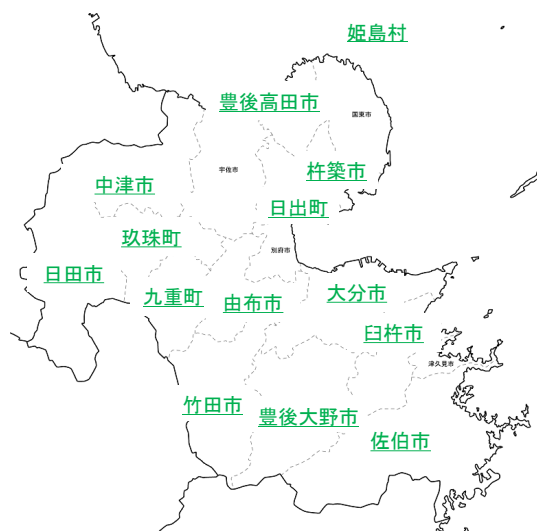 姫島村
豊後高田市
国東市
宇佐市
杵築市
中津市
日出町
玖珠町
別府市
日田市
九重町
由布市
大分市
臼杵市
津久見市
竹田市
豊後大野市
佐伯市